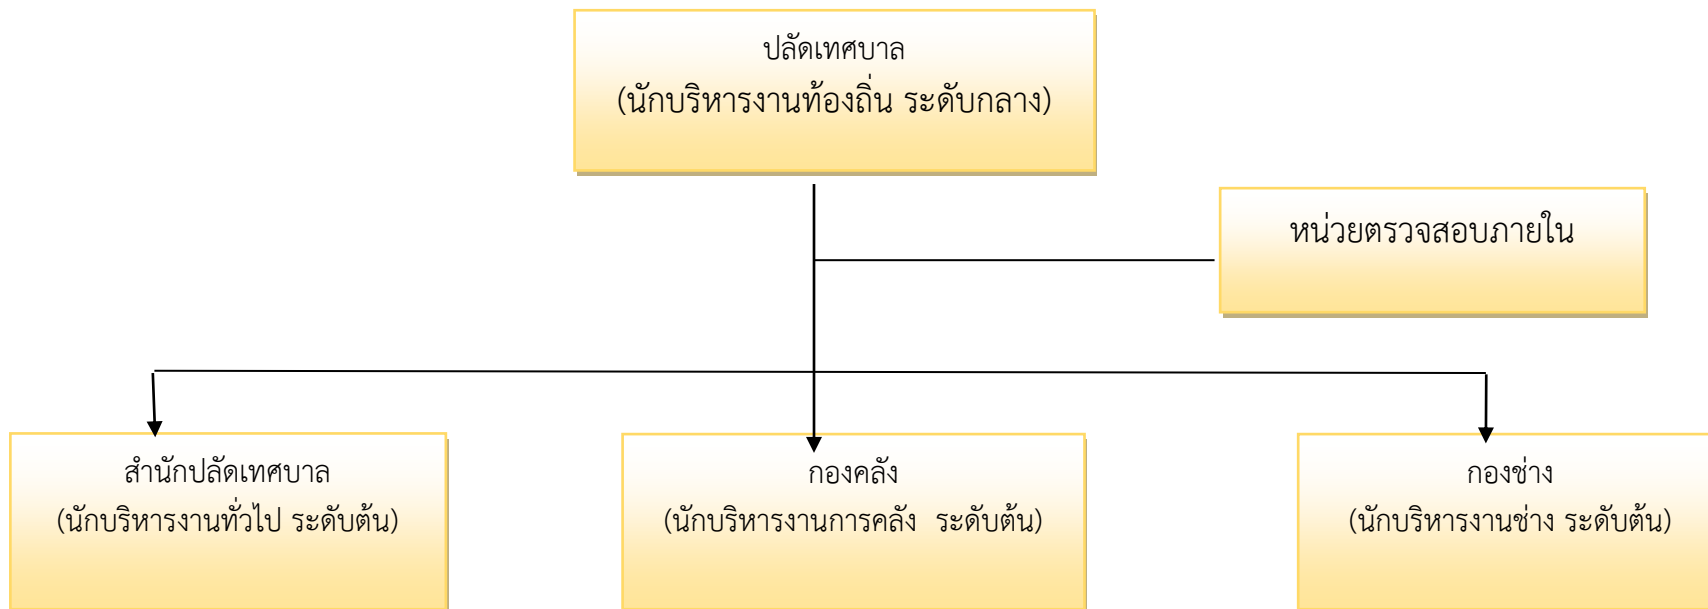 ปลัดเทศบาล
(นักบริหารงานท้องถิ่น ระดับกลาง)
หน่วยตรวจสอบภายใน
สำนักปลัดเทศบาล
(นักบริหารงานทั่วไป ระดับต้น)
กองคลัง
(นักบริหารงานการคลัง  ระดับต้น)
กองช่าง
(นักบริหารงานช่าง ระดับต้น)